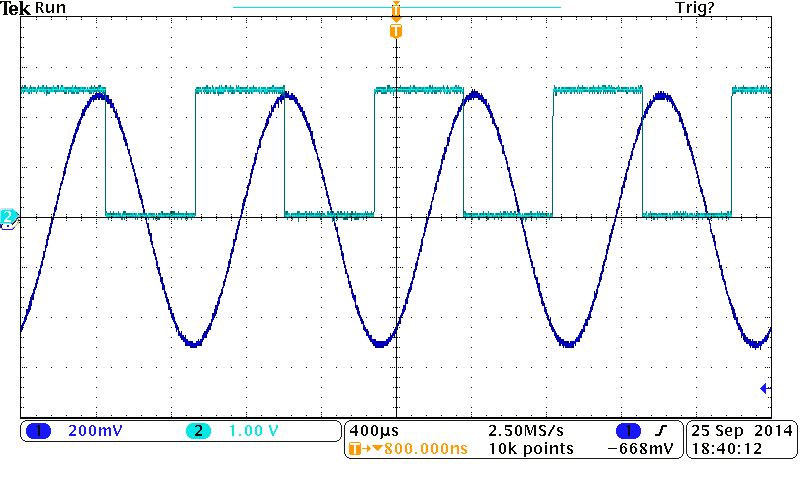 Tek Run Trig?
T
T
2
1 200mV 2 1.00 V
400µs 2.50MS/s 1 25 Sep 2014
T→▼800.000ns 10k points −668mV 18:40:12